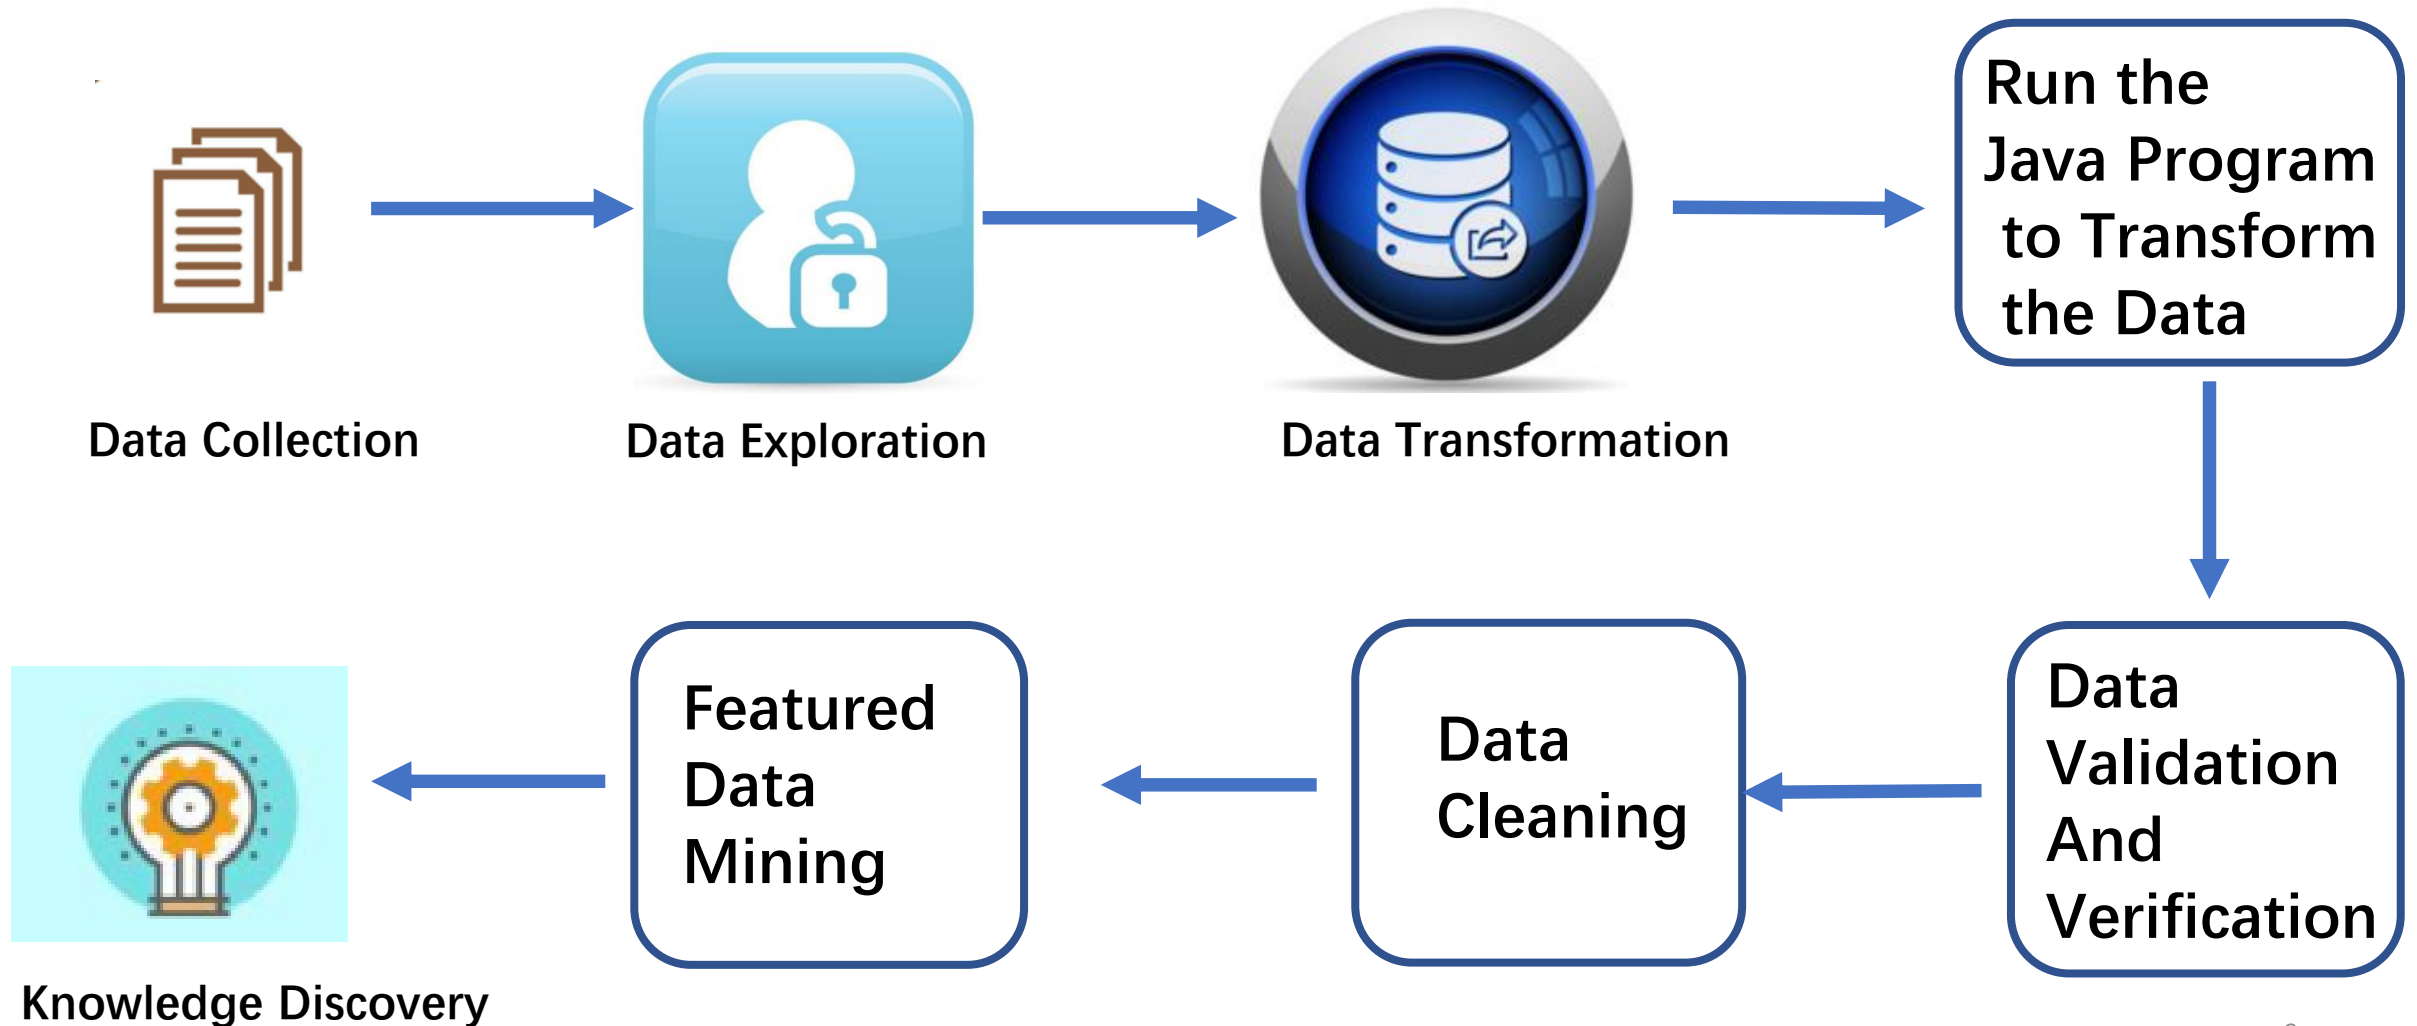 Run the
Java Program
to Transform
the Data
Data Collection
Data Exploration
Data Transformation
Featured
Data
Mining
Data
Cleaning
Data
Validation
And
Verification
Knowledge Discovery